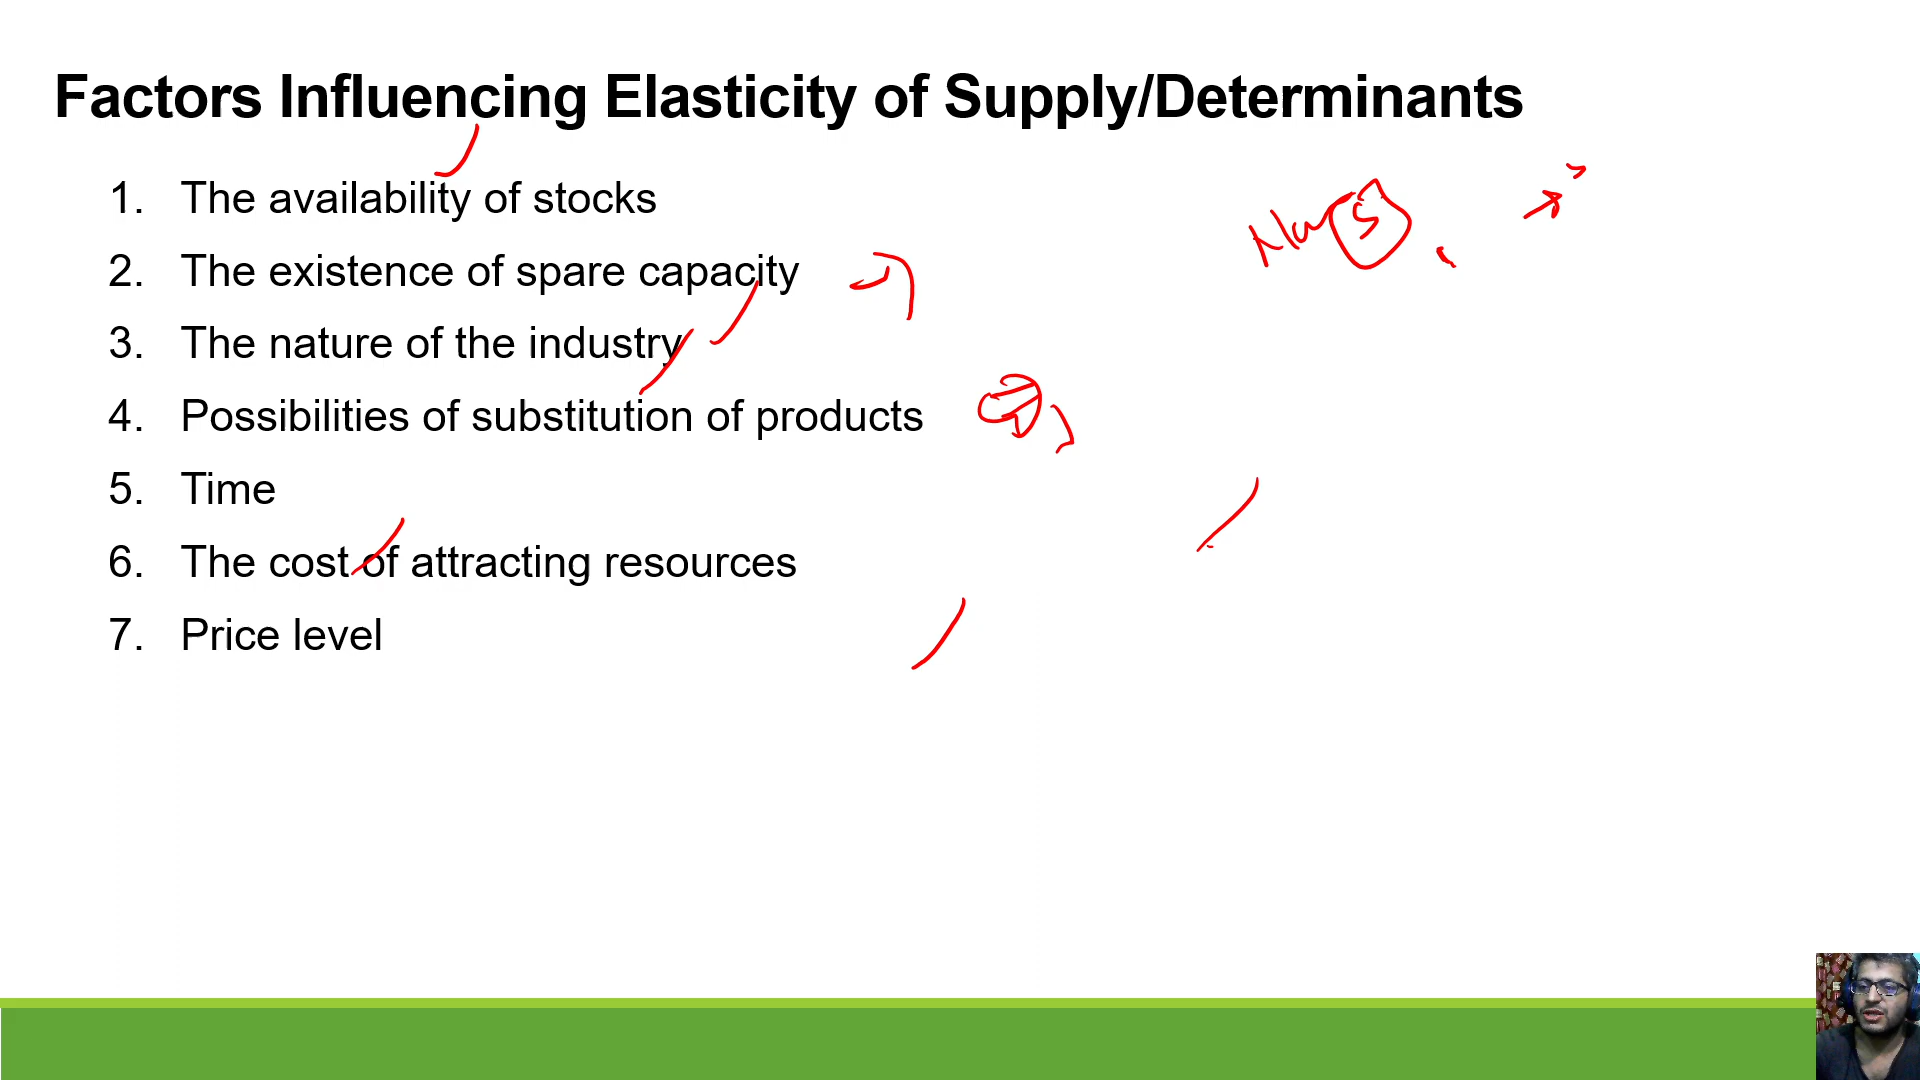 Factors Influencing Elasticity of Supply/Determinants
1. The availability of stocks
2. The existence of spare capacity
3. The nature of the industry
4. Possibilities of substitution of products
5. Time
6. The cost of attracting resources
7. Price level